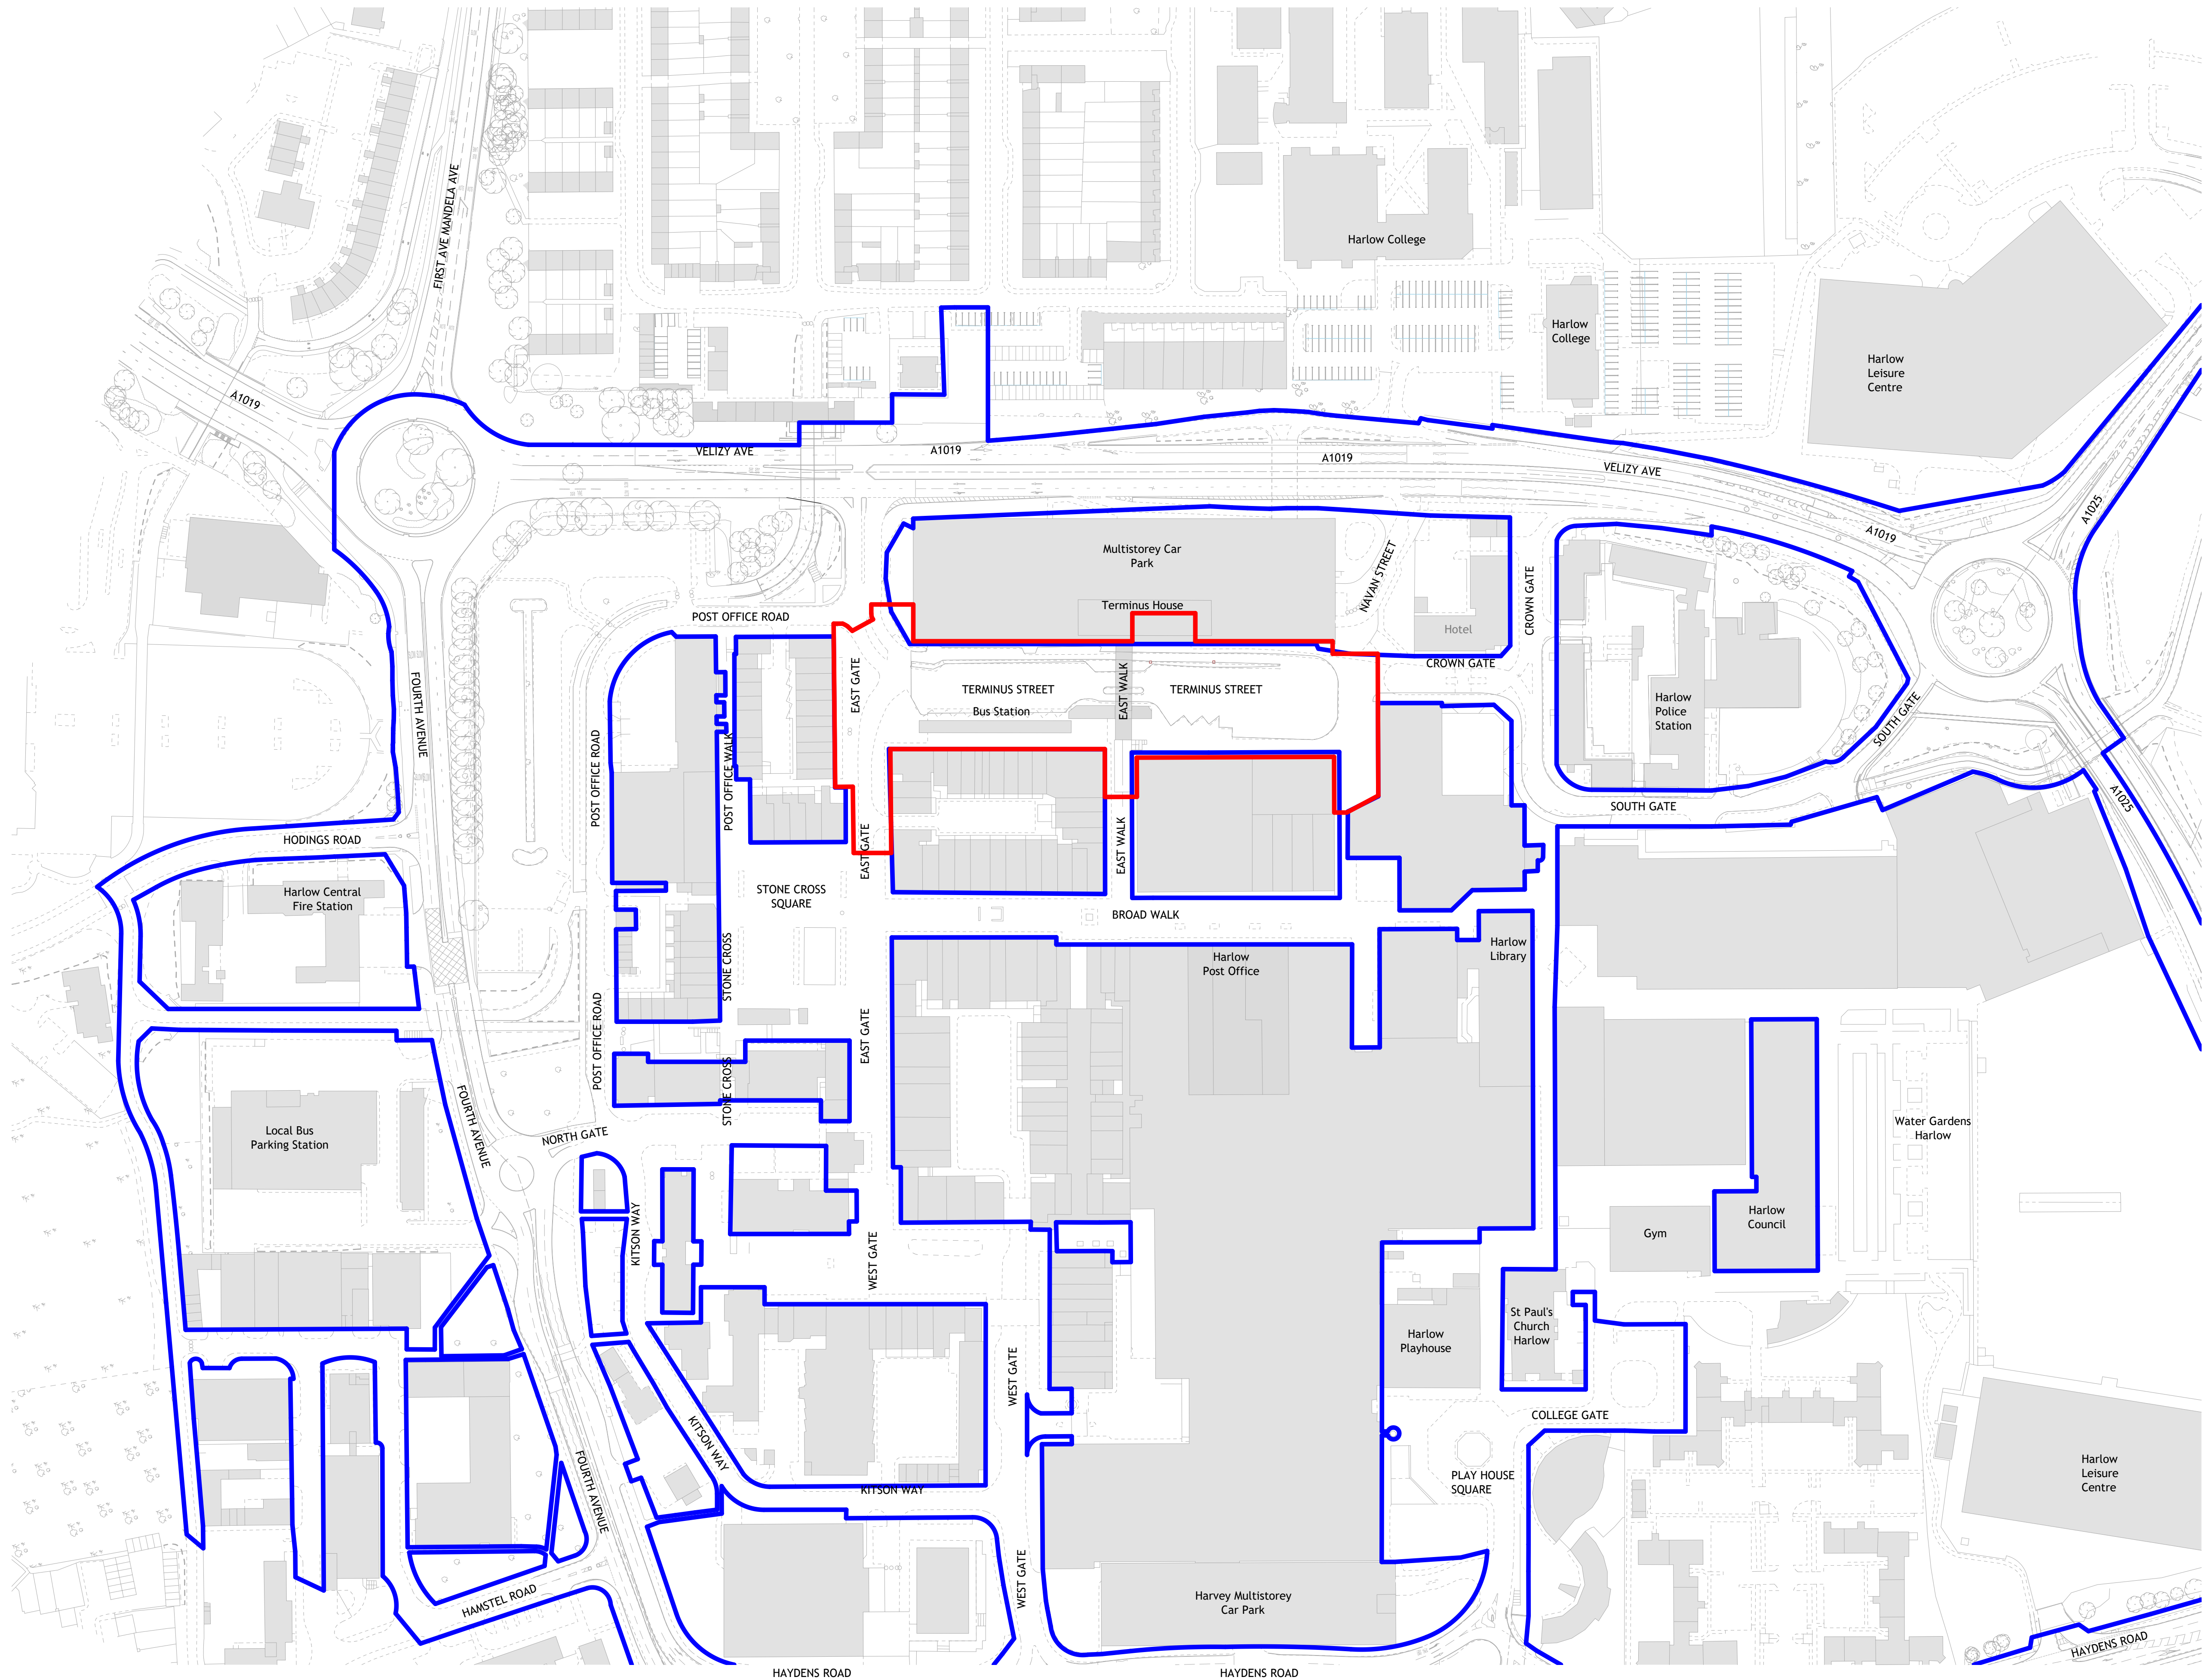 FIRST AVE MANDELA AVE
Harlow College
Harlow
College
Harlow
Leisure
Centre
A1019
VELIZY AVE
A1019
A1019
VELIZY AVE
A1019
A1025
Multistorey Car
Park
NAVAN STREET
CROWN GATE
Terminus House
POST OFFICE ROAD
Hotel
CROWN GATE
EAST GATE
TERMINUS STREET
Bus Station
EAST WALK
TERMINUS STREET
Harlow
Police
Station
SOUTH GATE
FOURTH AVENUE
POST OFFICE ROAD
POST OFFICE WALK
A1025
SOUTH GATE
HODINGS ROAD
EAST GATE
EAST WALK
Harlow Central
Fire Station
STONE CROSS
SQUARE
BROAD WALK
STONE CROSS
Harlow
Post Office
Harlow
Library
POST OFFICE ROAD
EAST GATE
STONE CROSS
FOURTH AVENUE
Local Bus
Parking Station
NORTH GATE
Water Gardens
Harlow
Harlow
Council
Gym
KITSON WAY
WEST GATE
Harlow
Playhouse
St Paul's
Church
Harlow
WEST GATE
COLLEGE GATE
KITSON WAY
KITSON WAY
PLAY HOUSE
SQUARE
Harlow
Leisure
Centre
FOURTH AVENUE
WEST GATE
HAMSTEL ROAD
Harvey Multistorey
Car Park
HAYDENS ROAD
HAYDENS ROAD
HAYDENS ROAD